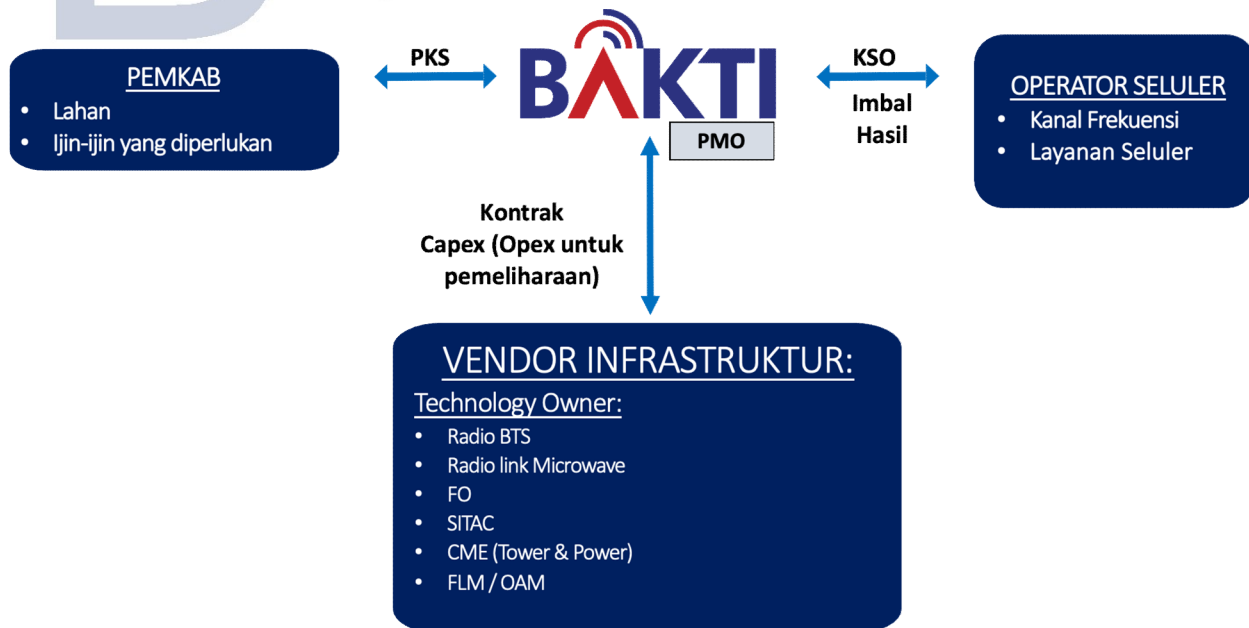 PEMKAB
• Lahan
• Ijin-ijin yang diperlukan
PKS
BAKTI
PMO
KSO
Imbal
Hasil
OPERATOR SELULER
• Kanal Frekuensi
• Layanan Seluler
Kontrak
Capex (Opex untuk
pemeliharaan)
VENDOR INFRASTRUKTUR:
Technology Owner:
• Radio BTS
• Radio link Microwave
• FO
• SITAC
• CME (Tower & Power)
• FLM / OAM